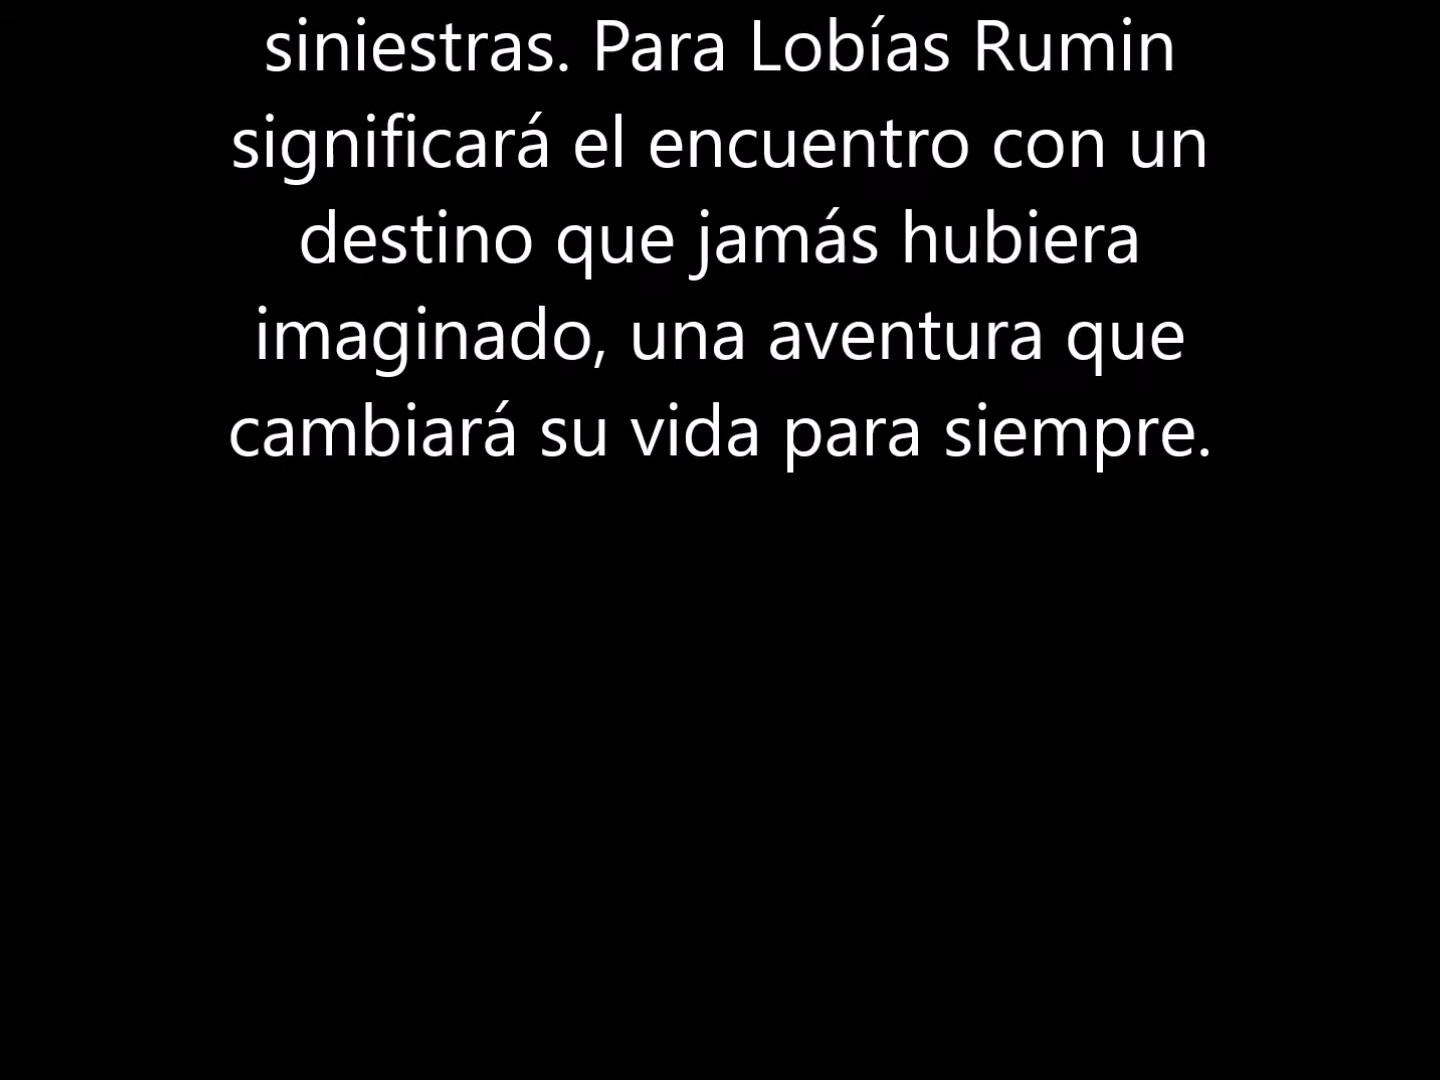 siniestras. Para Lobías Rumin
significará el encuentro con un
destino que jamás hubiera
imaginado, una aventura que
cambiará su vida para siempre.